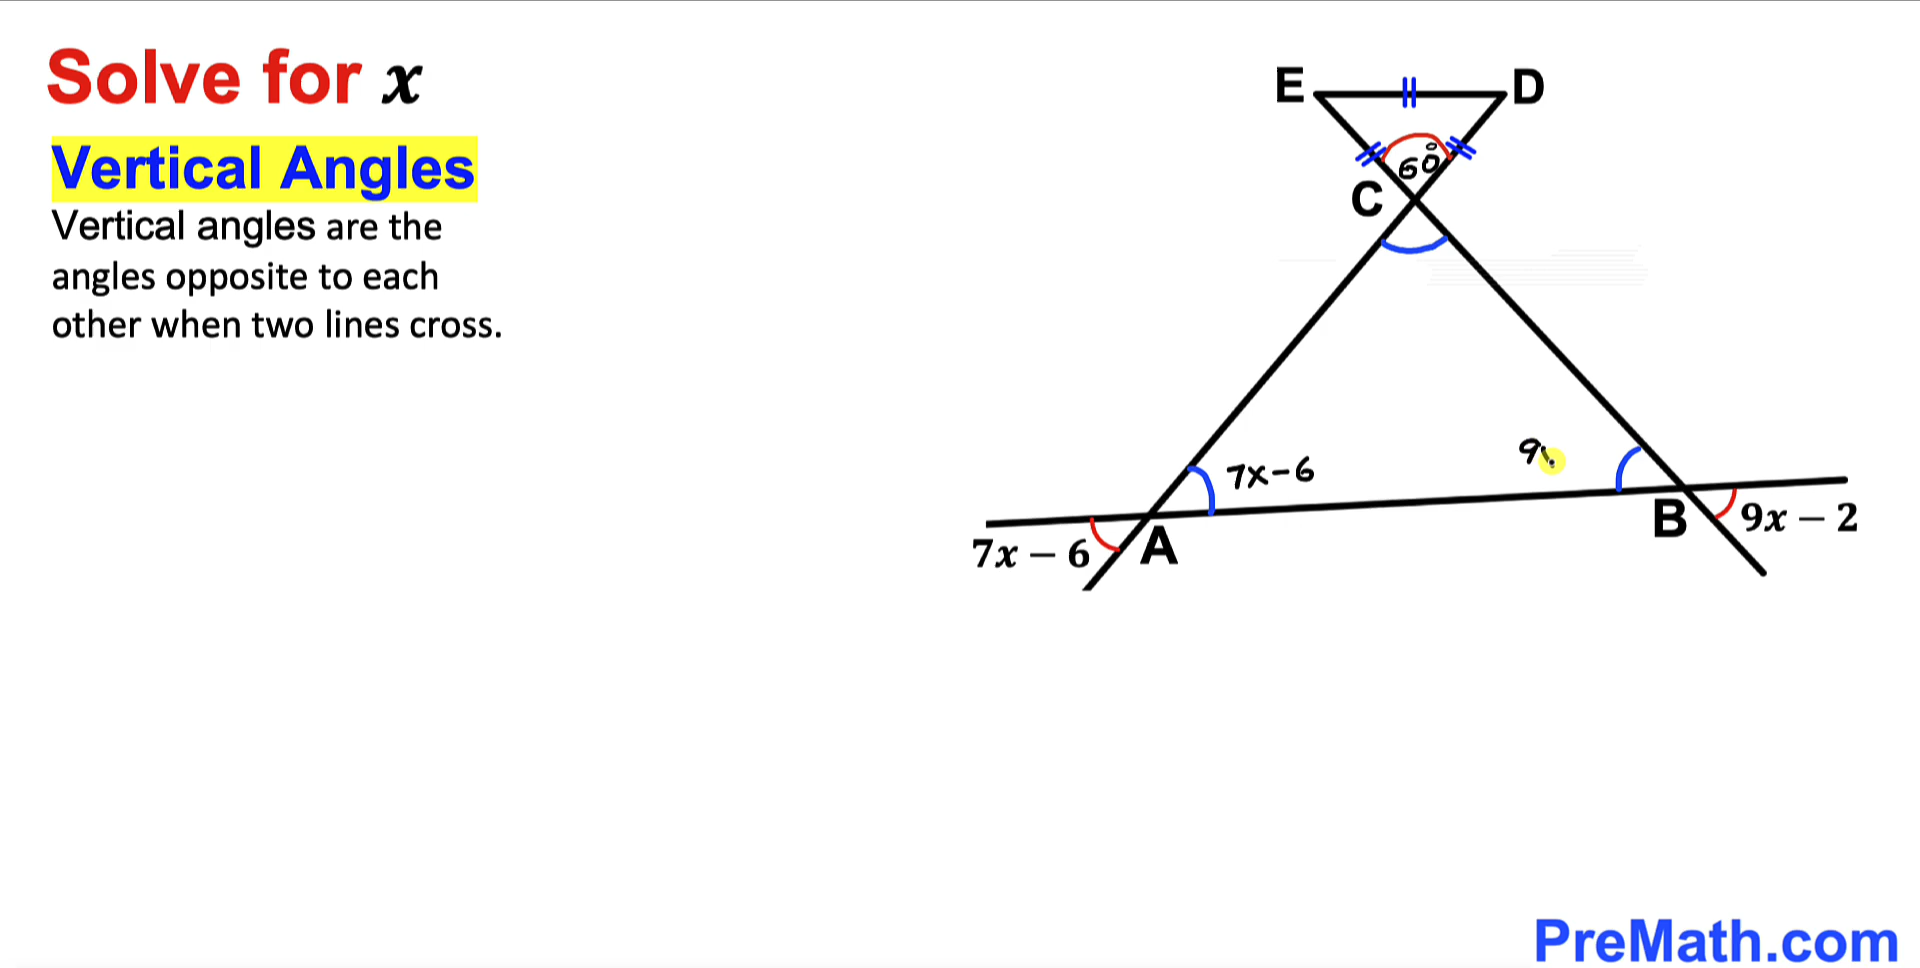 Solve for x
Vertical Angles
Vertical angles are the
angles opposite to each
other when two lines cross.
E
D
60°
C
7x-6
9
7x – 6
A
B
9x – 2
PreMath.com